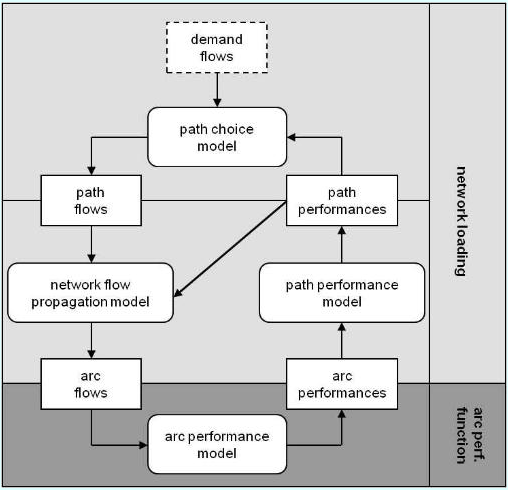 demand
flows
path choice
model
path
flows
path
performances
network flow
propagation model
path performance
model
arc
flows
arc
performances
arc performance
model
network loading
arc perf.
function